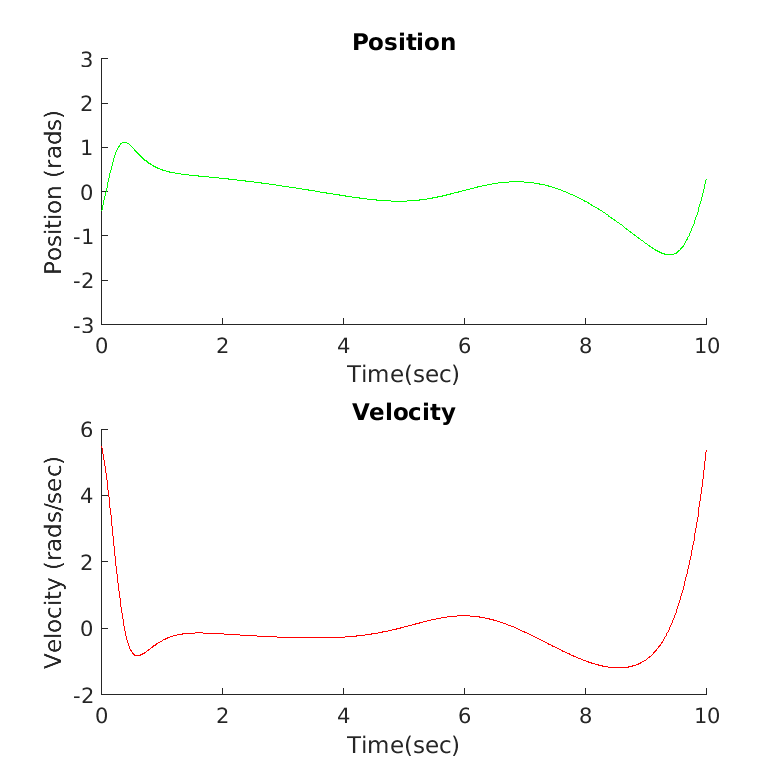 Position
3
2
1
0
-1
-2
-3
Position (rads)
0 2 4 6 8 10
Time(sec)
Velocity
6
4
2
0
-2
Velocity (rads/sec)
0 2 4 6 8 10
Time(sec)